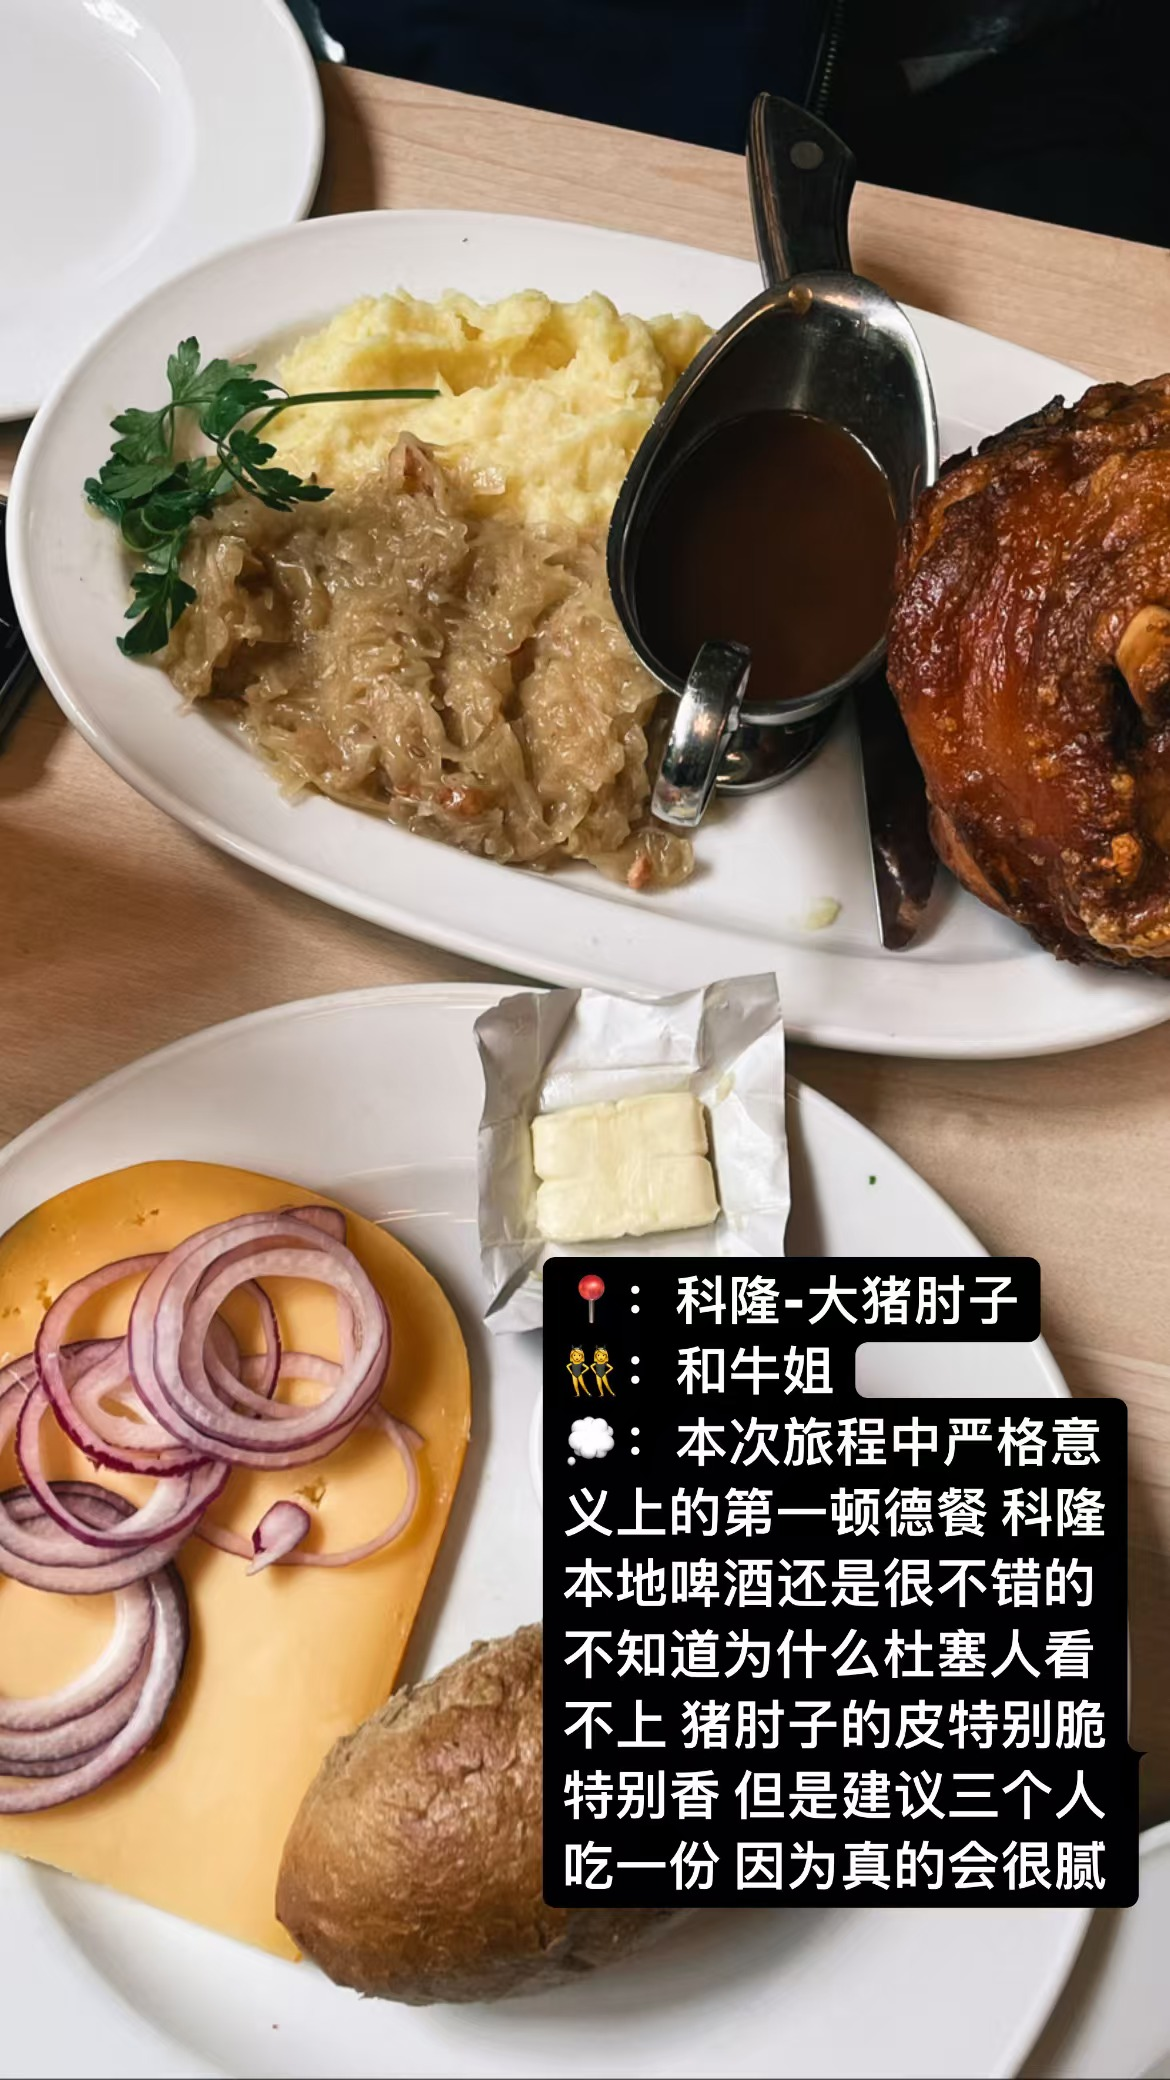 📍：科隆-大猪肘子
👯：和牛姐
💭：本次旅程中严格意
义上的第一顿德餐 科隆
本地啤酒还是很不错的
不知道为什么杜塞人看
不上 猪肘子的皮特别脆
特别香 但是建议三个人
吃一份 因为真的会很腻